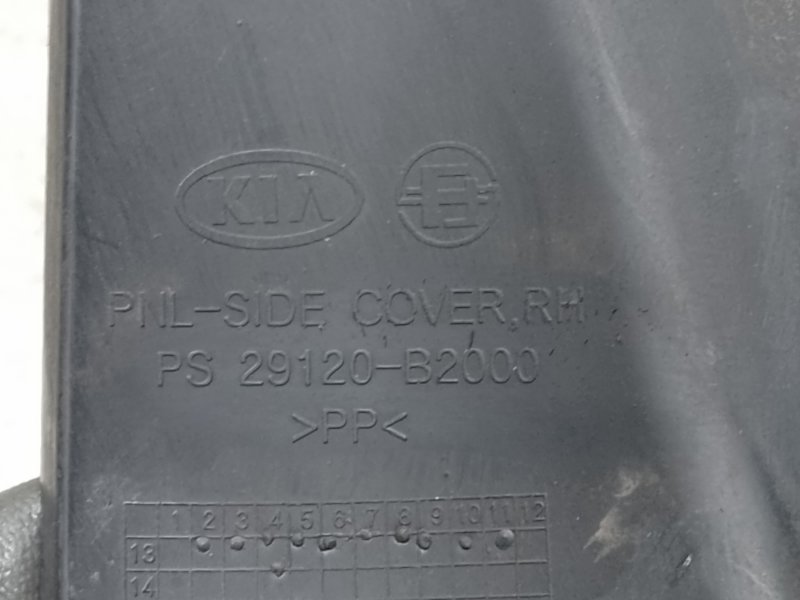 KIA
PNL-SIDE COVER,RH
PS 29120-B2000
>PP<
1 2 3 4 5 6 7 8 9 10 11 12
13
14